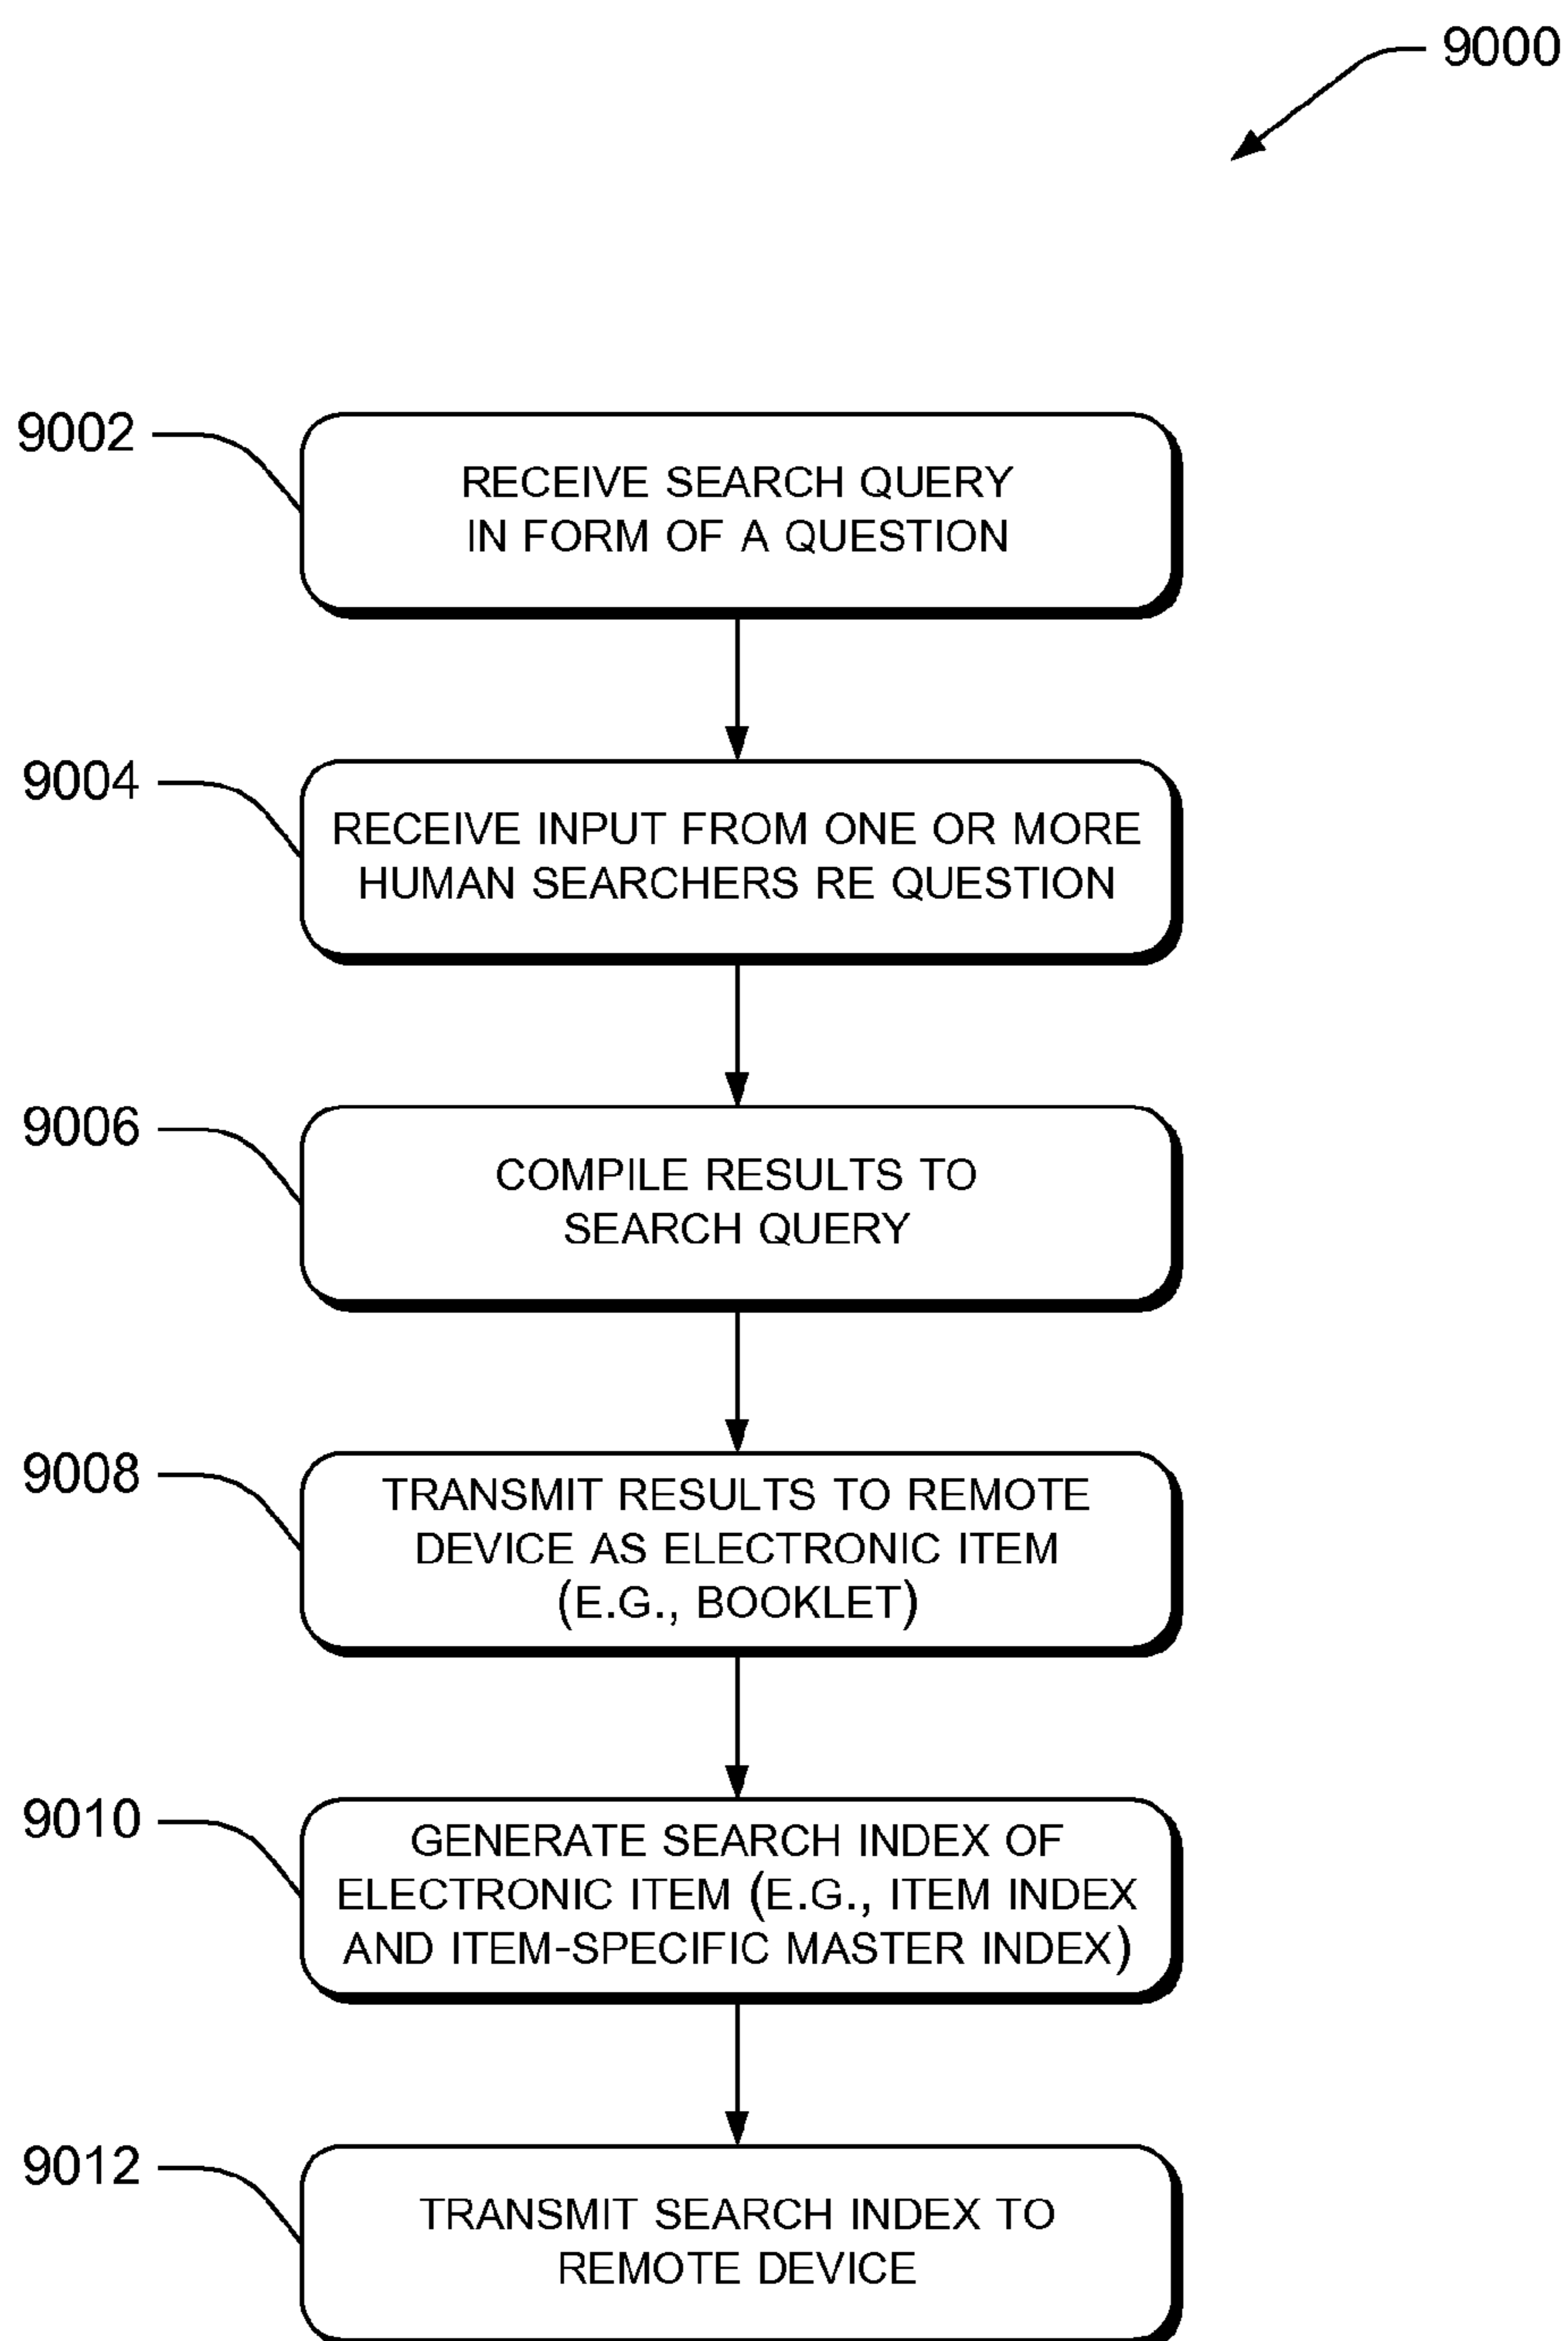 9000
9002
RECEIVE SEARCH QUERY
IN FORM OF A QUESTION
9004
RECEIVE INPUT FROM ONE OR MORE
HUMAN SEARCHERS RE QUESTION
9006
COMPILE RESULTS TO
SEARCH QUERY
9008
TRANSMIT RESULTS TO REMOTE
DEVICE AS ELECTRONIC ITEM
(E.G., BOOKLET)
9010
GENERATE SEARCH INDEX OF
ELECTRONIC ITEM (E.G., ITEM INDEX
AND ITEM-SPECIFIC MASTER INDEX)
9012
TRANSMIT SEARCH INDEX TO
REMOTE DEVICE